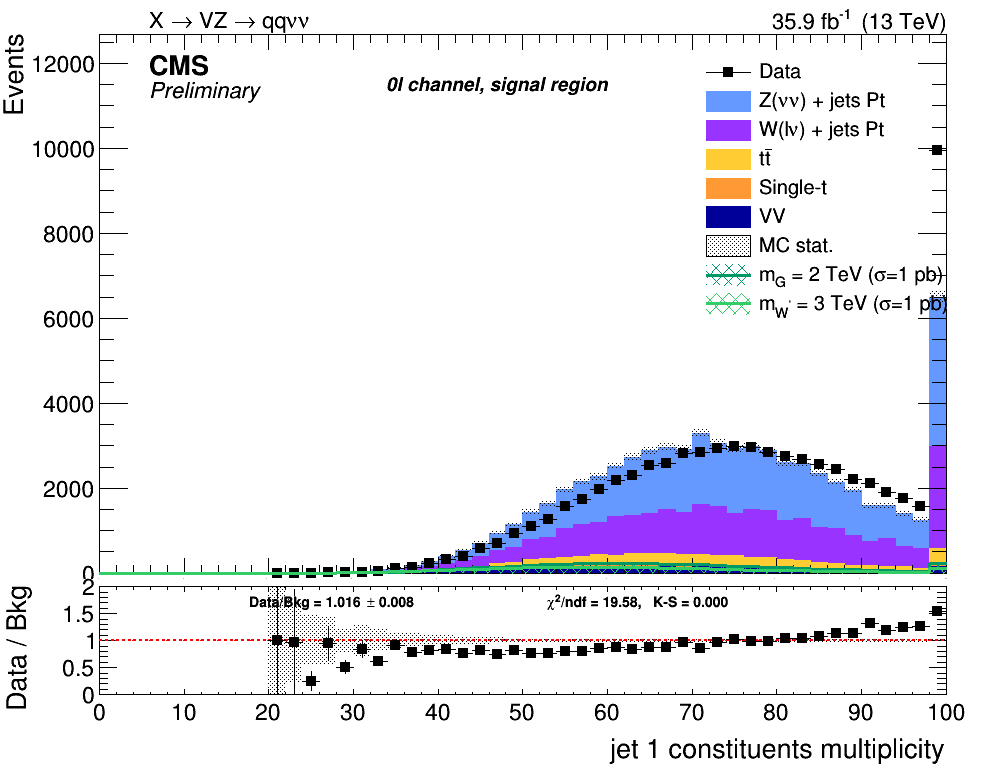 X → VZ → qqνν
35.9 fb⁻¹ (13 TeV)
Events
CMS
Preliminary
0l channel, signal region
Data
Z(νν) + jets Pt
W(lν) + jets Pt
tt̄
Single-t
VV
MC stat.
m_G = 2 TeV (σ=1 pb)
m_W' = 3 TeV (σ=1 pb)
12000
10000
8000
6000
4000
2000
0
Data / Bkg
Data/Bkg = 1.016 ± 0.008
χ²/ndf = 19.58, K-S = 0.000
2
1.5
1
0.5
0
0 10 20 30 40 50 60 70 80 90 100
jet 1 constituents multiplicity